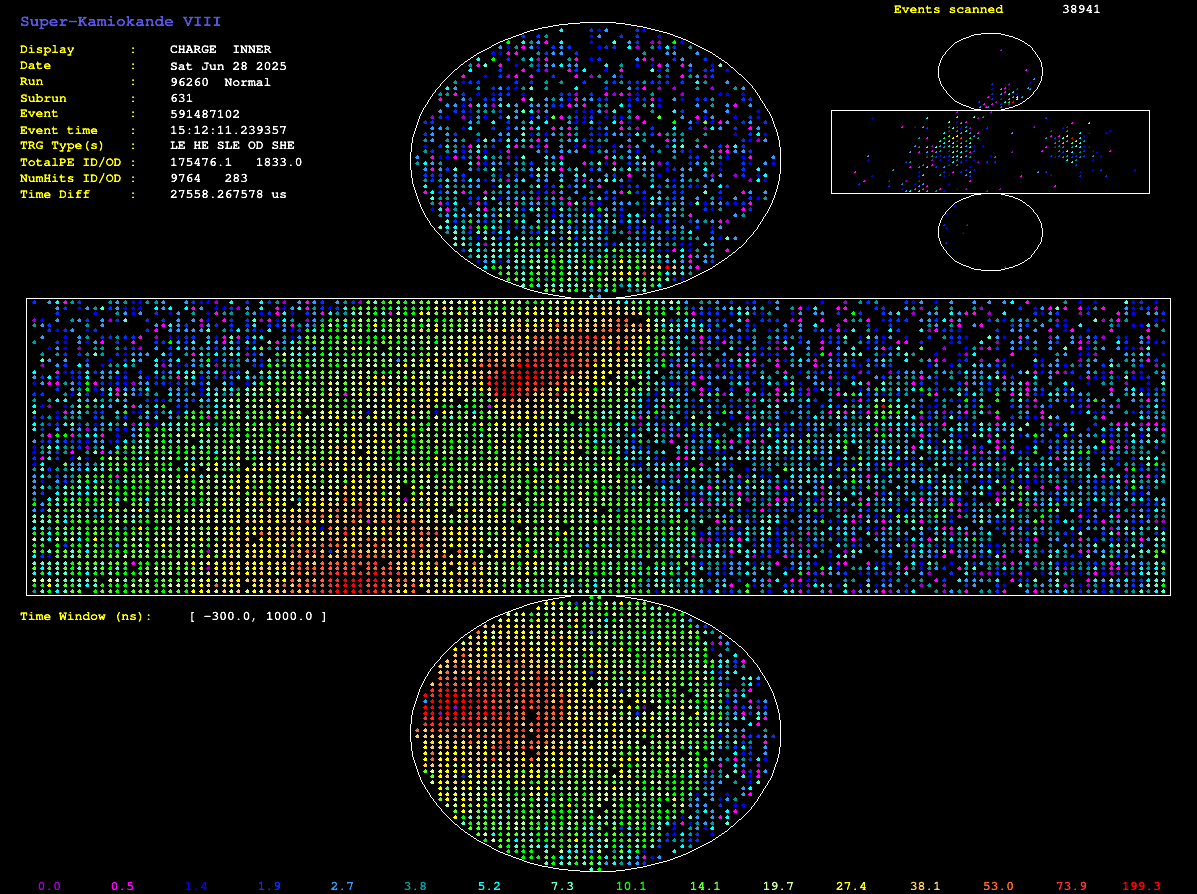 Super-Kamiokande VIII
Events scanned 38941
Display : CHARGE INNER
Date : Sat Jun 28 2025
Run : 96260 Normal
Subrun : 631
Event : 591487102
Event time : 15:12:11.239357
TRG Type(s) : LE HE SLE OD SHE
TotalPE ID/OD : 175476.1 1833.0
NumHits ID/OD : 9764 283
Time Diff : 27558.267578 us
Time Window (ns): [ -300.0, 1000.0 ]
0.0 0.5 1.4 1.9 2.7 3.8 5.2 7.3 10.1 14.1 19.7 27.4 38.1 53.0 73.9 199.3